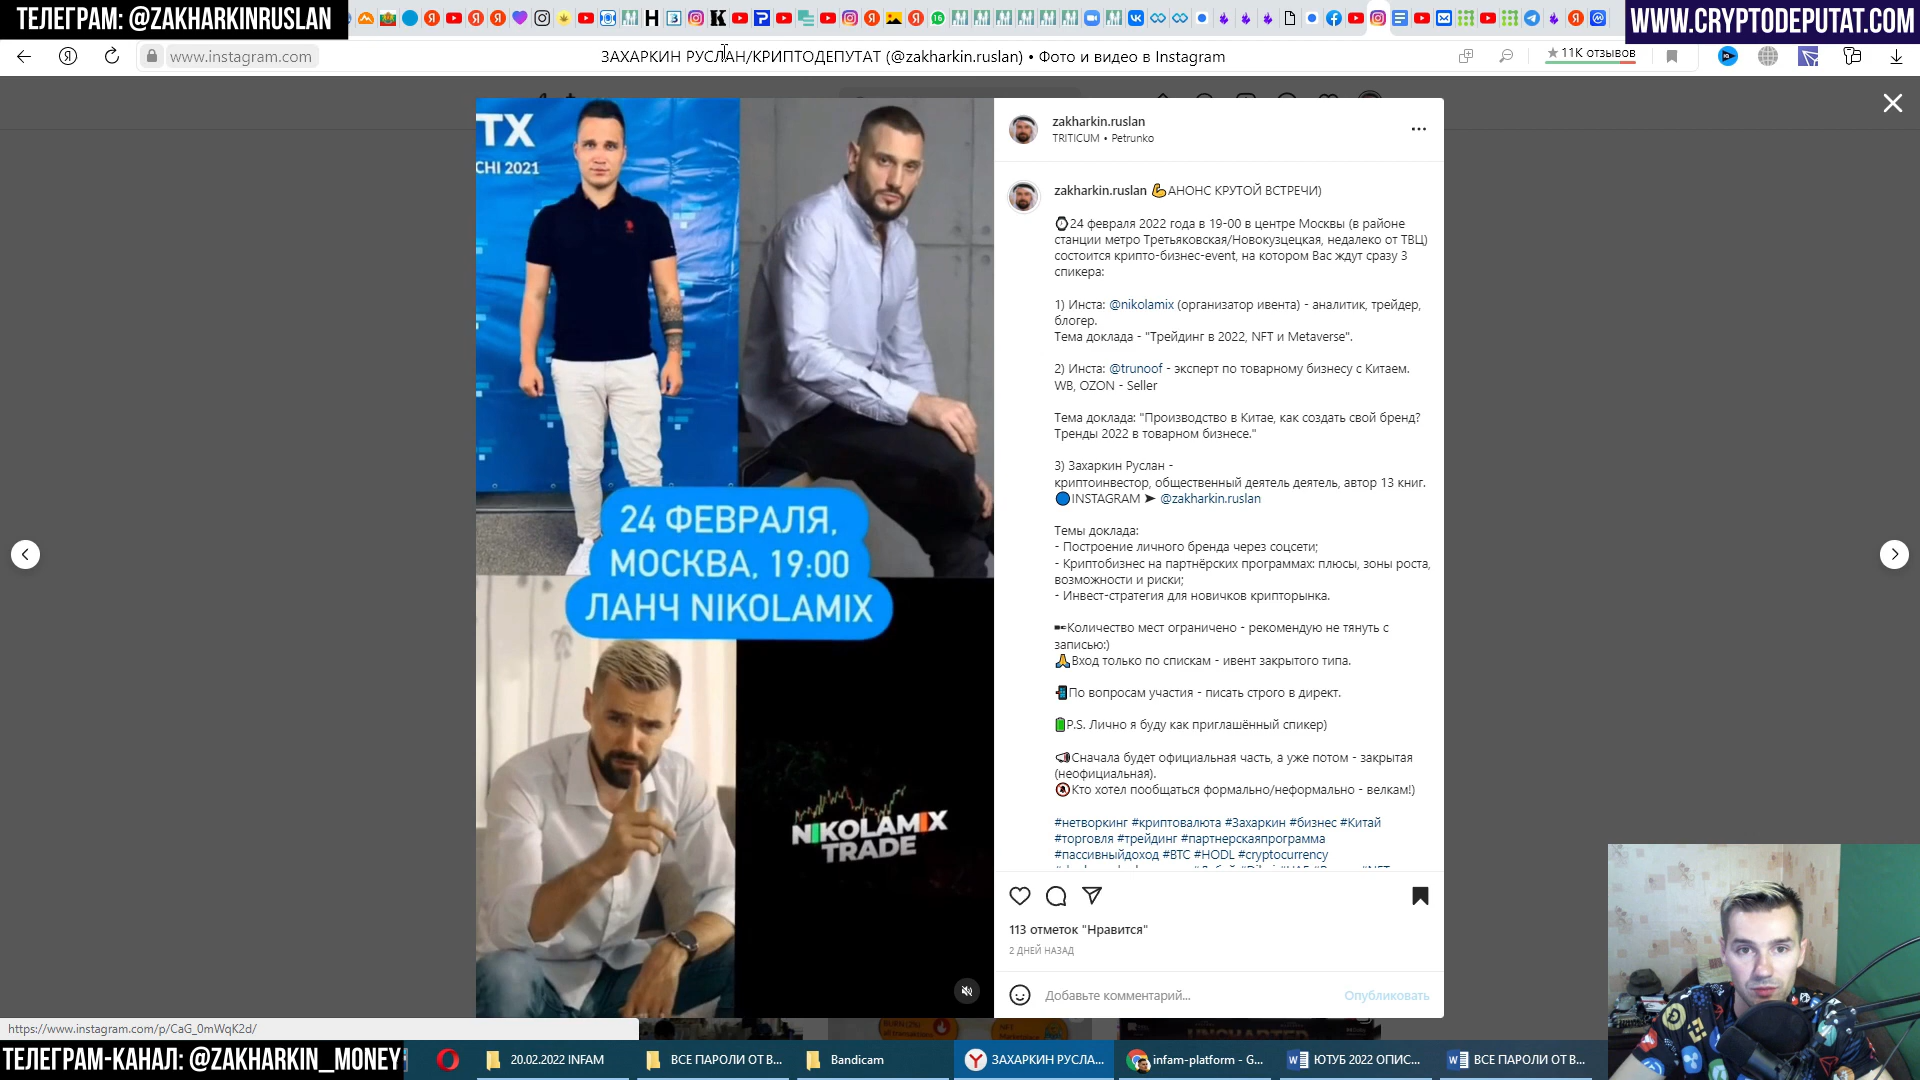 ТЕЛЕГРАМ: @ZAKHARKINRUSLAN
WWW.CRYPTODEPUTAT.COM
www.instagram.com
ЗАХАРКИН РУСЛАН/КРИПТОДЕПУТАТ (@zakharkin.ruslan) • Фото и видео в Instagram
★ 11K отзывов
TX
CHI 2021
24 ФЕВРАЛЯ,
МОСКВА, 19:00
ЛАНЧ NIKOLAMIX
NIKOLAMIX
TRADE
zakharkin.ruslan
TRITICUM • Petrunko
zakharkin.ruslan 💪АНОНС КРУТОЙ ВСТРЕЧИ)
⌚24 февраля 2022 года в 19-00 в центре Москвы (в районе
станции метро Третьяковская/Новокузцецкая, недалеко от ТВЦ)
состоится крипто-бизнес-event, на котором Вас ждут сразу 3
спикера:
1) Инста: @nikolamix (организатор ивента) - аналитик, трейдер,
блогер.
Тема доклада - "Трейдинг в 2022, NFT и Metaverse".
2) Инста: @trunoof - эксперт по товарному бизнесу с Китаем.
WB, OZON - Seller
Тема доклада: "Производство в Китае, как создать свой бренд?
Тренды 2022 в товарном бизнесе."
3) Захаркин Руслан -
криптоинвестор, общественный деятель деятель, автор 13 книг.
🔵INSTAGRAM ➤ @zakharkin.ruslan
Темы доклада:
- Построение личного бренда через соцсети;
- Криптобизнес на партнёрских программах: плюсы, зоны роста,
возможности и риски;
- Инвест-стратегия для новичков крипторынка.
Количество мест ограничено - рекомендую не тянуть с
записью:)
🙏Вход только по спискам - ивент закрытого типа.
📲По вопросам участия - писать строго в директ.
🔋P.S. Лично я буду как приглашённый спикер)
📢Сначала будет официальная часть, а уже потом - закрытая
(неофициальная).
🔕Кто хотел пообщаться формально/неформально - велкам!)
#нетворкинг #криптовалюта #Захаркин #бизнес #Китай
#торговля #трейдинг #партнерскаяпрограмма
#пассивныйдоход #BTC #HODL #cryptocurrency
113 отметок "Нравится"
2 ДНЕЙ НАЗАД
Добавьте комментарий...
Опубликовать
https://www.instagram.com/p/CaG_0mWqK2d/
ТЕЛЕГРАМ-КАНАЛ: @ZAKHARKIN_MONEY
20.02.2022 INFAM
ВСЕ ПАРОЛИ ОТ В...
Bandicam
ЗАХАРКИН РУСЛА...
infam-platform - G...
ЮТУБ 2022 ОПИС...
ВСЕ ПАРОЛИ ОТ В...